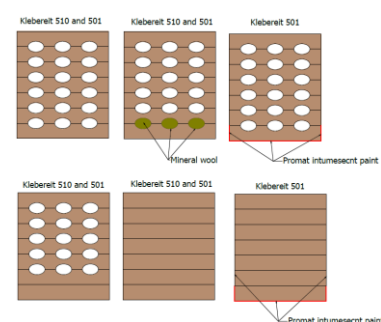 Klebereit 510 and 501
Klebereit 510 and 501
Klebereit 501
Mineral wool
Promat intumesecnt paint
Klebereit 510 and 501
Klebereit 510 and 501
Klebereit 501
Promat intumesecnt paint